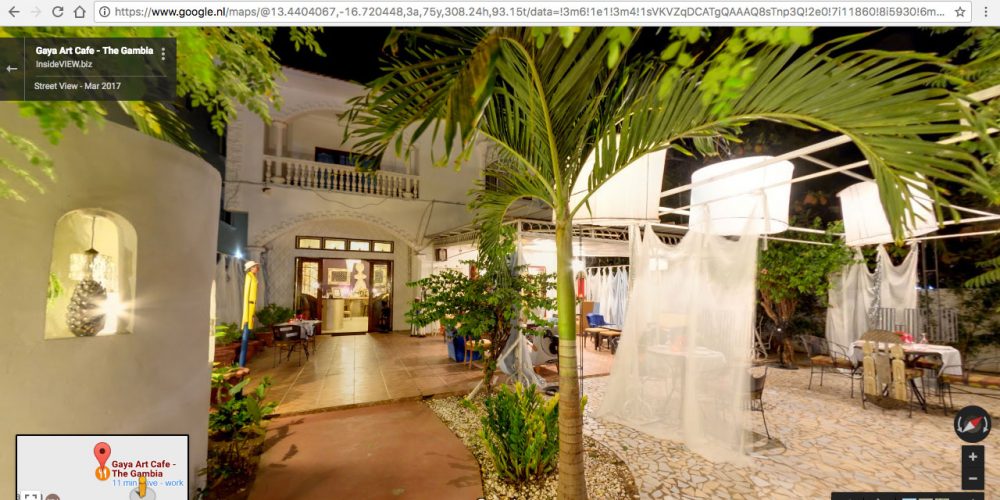 https://www.google.nl/maps/@13.4404067,-16.720448,3a,75y,308.24h,93.15t/data=!3m6!1e1!3m4!1sVKVZqDCATgQAAAQ8sTnp3Q!2e0!7i11860!8i5930!6m...
Gaya Art Cafe - The Gambia
InsideVIEW.biz
Street View - Mar 2017
Gaya Art Cafe -
The Gambia
11 min - work